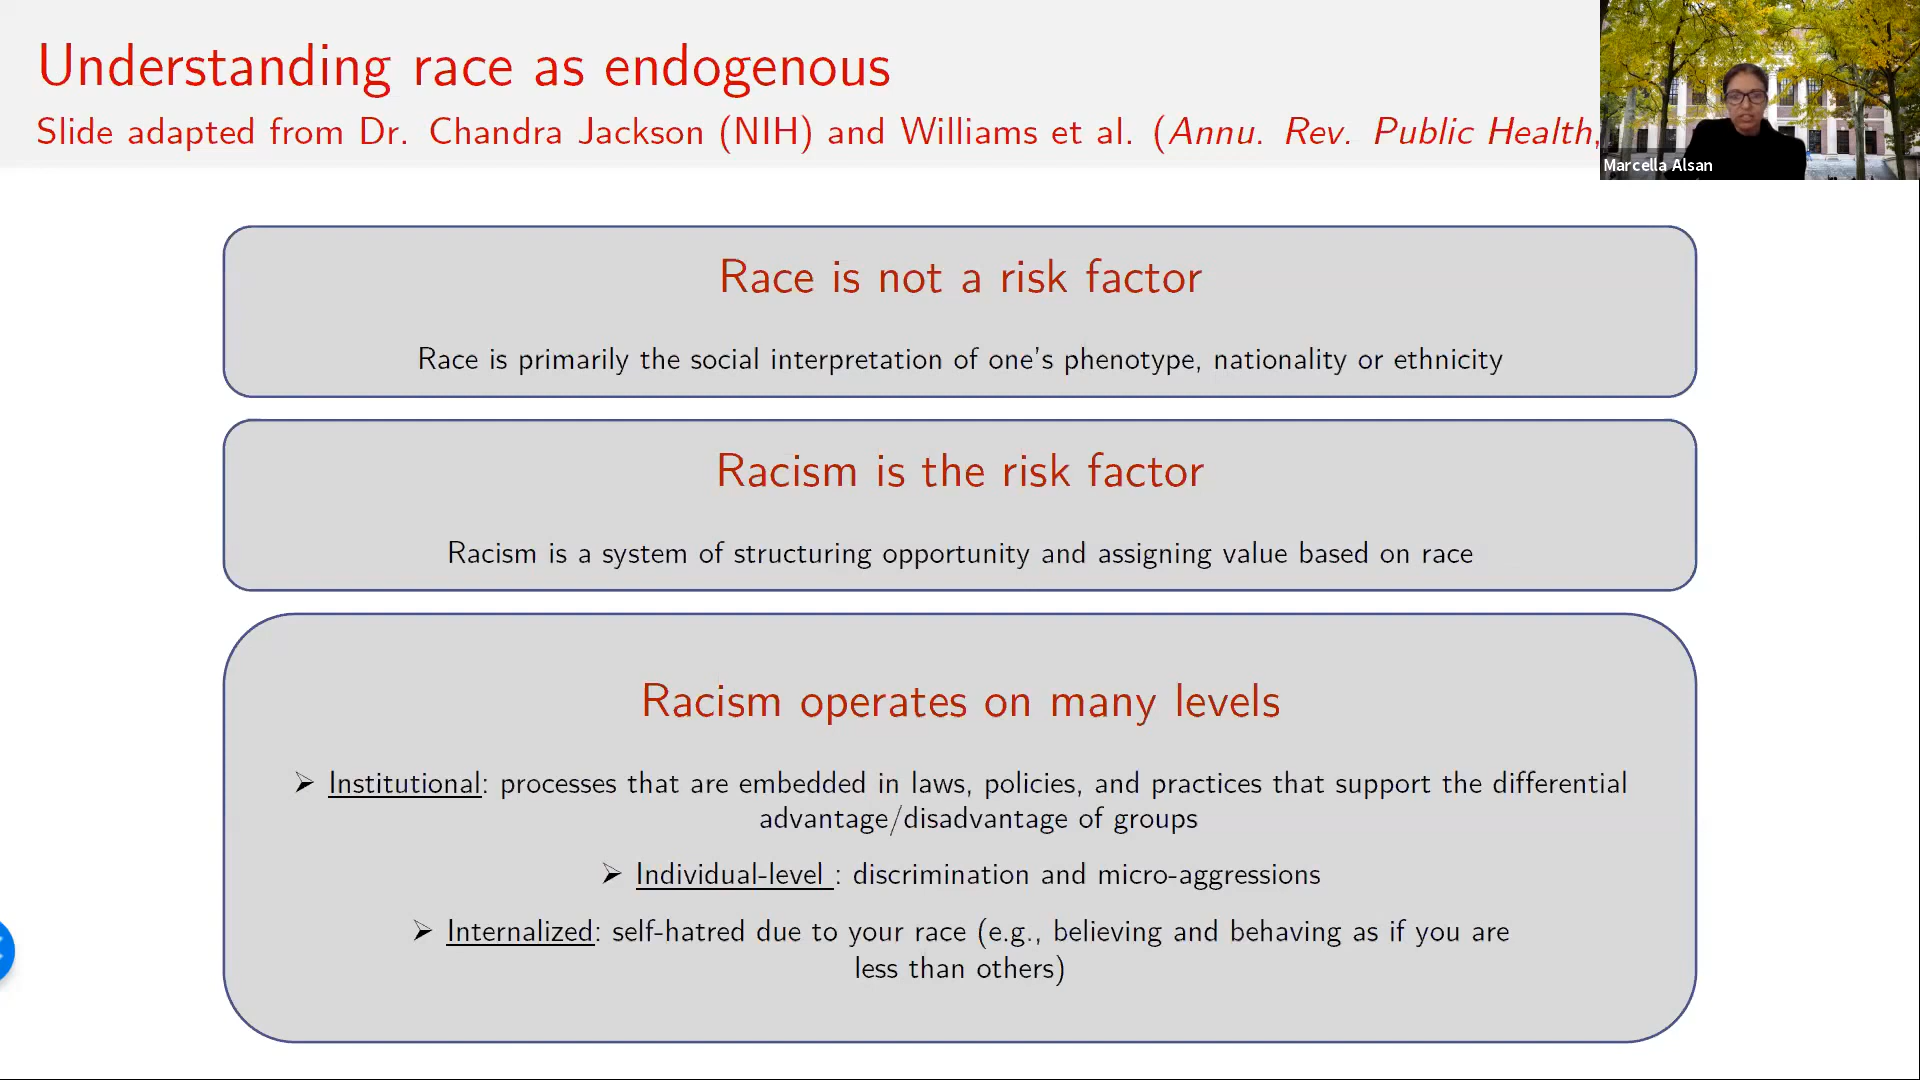 Understanding race as endogenous
Slide adapted from Dr. Chandra Jackson (NIH) and Williams et al. (Annu. Rev. Public Health,
Marcella Alsan
Race is not a risk factor
Race is primarily the social interpretation of one's phenotype, nationality or ethnicity
Racism is the risk factor
Racism is a system of structuring opportunity and assigning value based on race
Racism operates on many levels
➢ Institutional: processes that are embedded in laws, policies, and practices that support the differential
advantage/disadvantage of groups
➢ Individual-level : discrimination and micro-aggressions
➢ Internalized: self-hatred due to your race (e.g., believing and behaving as if you are
less than others)